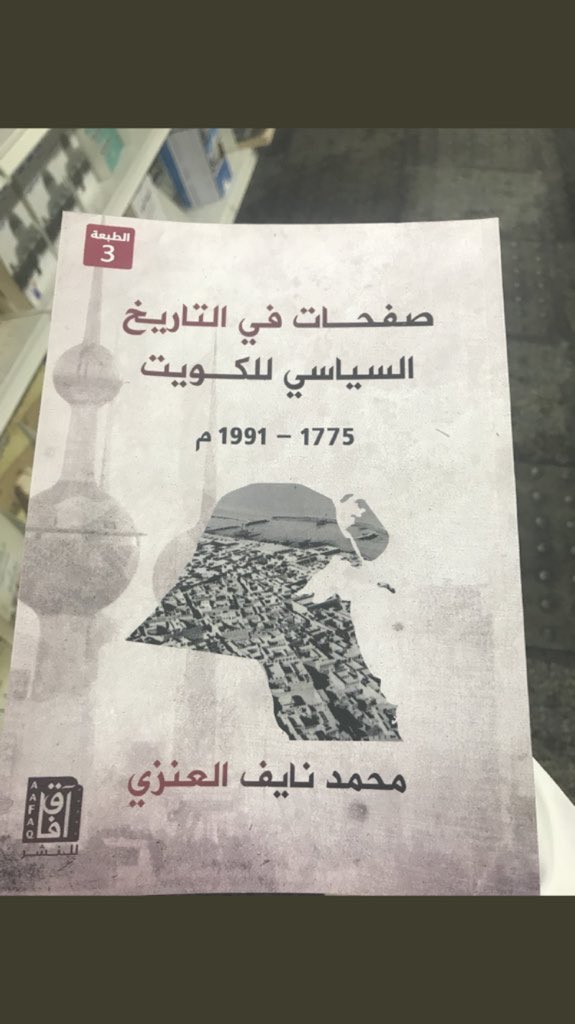 الطبعة
3
صفحات في التاريخ
السياسي للكويت
1775 – 1991 م
محمد نايف العنزي
AAFAQ
آفاق
للنشر